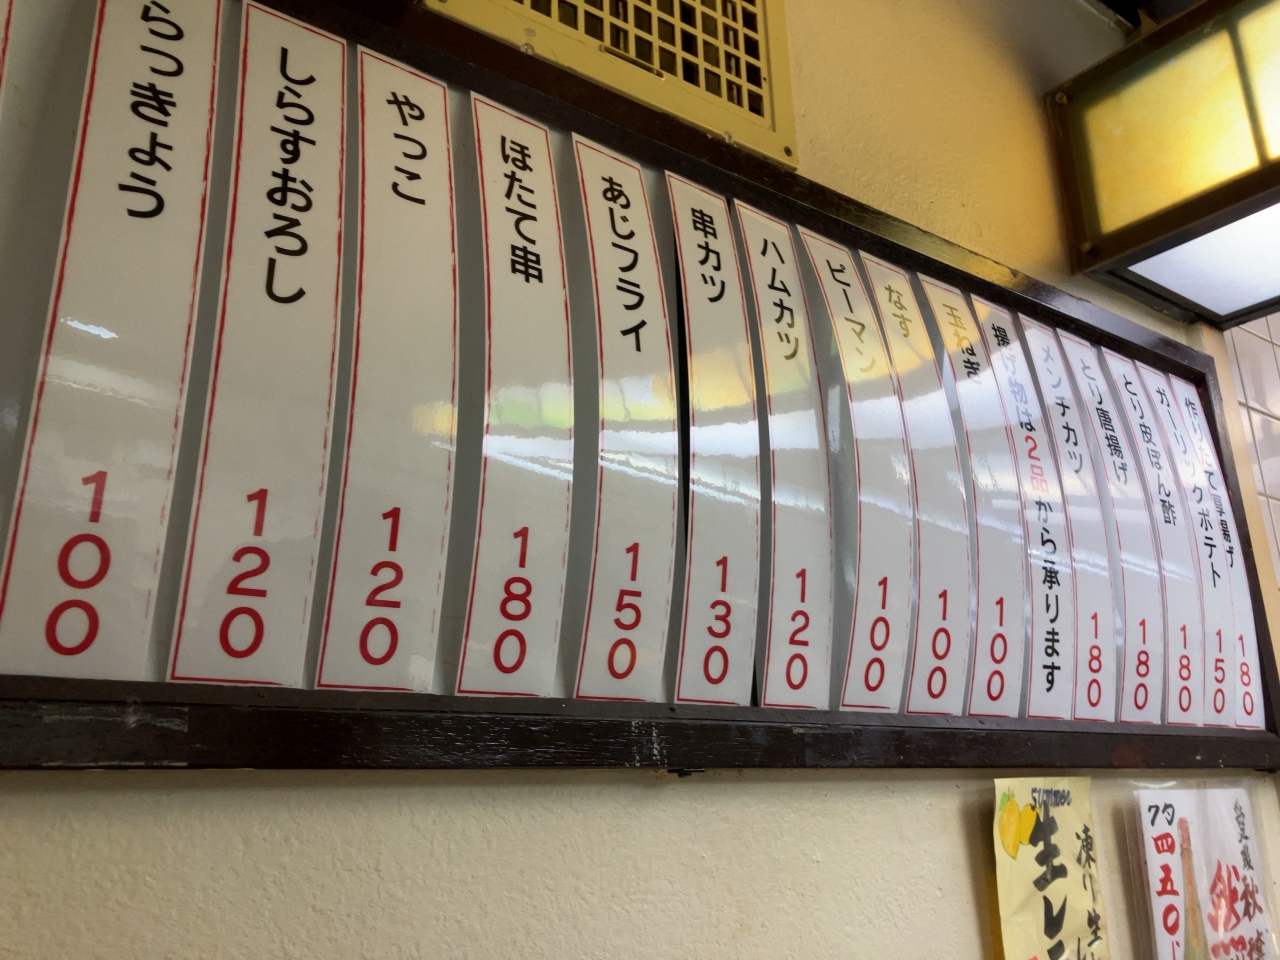 作りたて厚揚げ 180
ガーリックポテト 150
とり皮ぽん酢 180
とり唐揚げ 180
メンチカツ 180
揚げ物は2品から承ります
玉ねぎ 100
なす 100
ピーマン 100
ハムカツ 120
串カツ 130
あじフライ 150
ほたて串 180
やっこ 120
しらすおろし 120
らっきょう 100
summer
凍り生
生レ
秋
四五〇